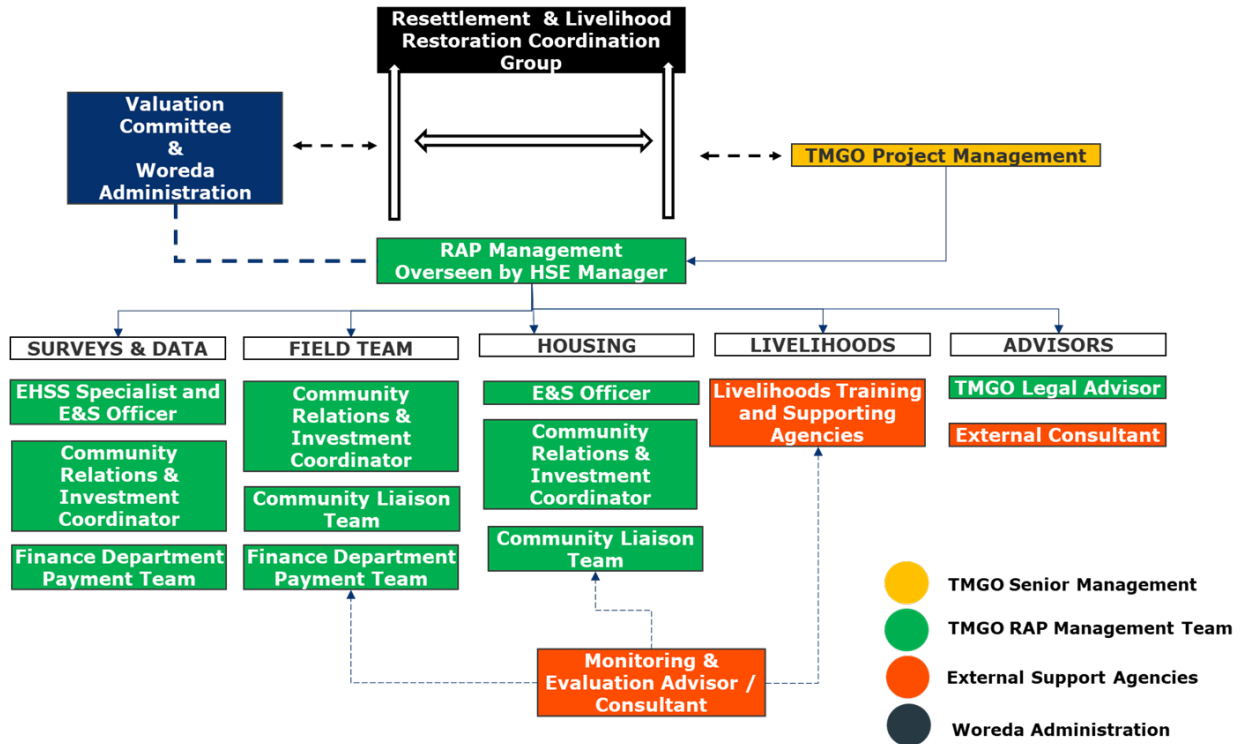 Resettlement & Livelihood
Restoration Coordination
Group
Valuation
Committee
&
Woreda
Administration
TMGO Project Management
RAP Management
Overseen by HSE Manager
SURVEYS & DATA
FIELD TEAM
HOUSING
LIVELIHOODS
ADVISORS
EHSS Specialist and
E&S Officer
Community
Relations &
Investment
Coordinator
Finance Department
Payment Team
Community
Relations &
Investment
Coordinator
Community Liaison
Team
Finance Department
Payment Team
E&S Officer
Community
Relations &
Investment
Coordinator
Community Liaison
Team
Livelihoods Training
and Supporting
Agencies
TMGO Legal Advisor
External Consultant
Monitoring &
Evaluation Advisor /
Consultant
TMGO Senior Management
TMGO RAP Management Team
External Support Agencies
Woreda Administration